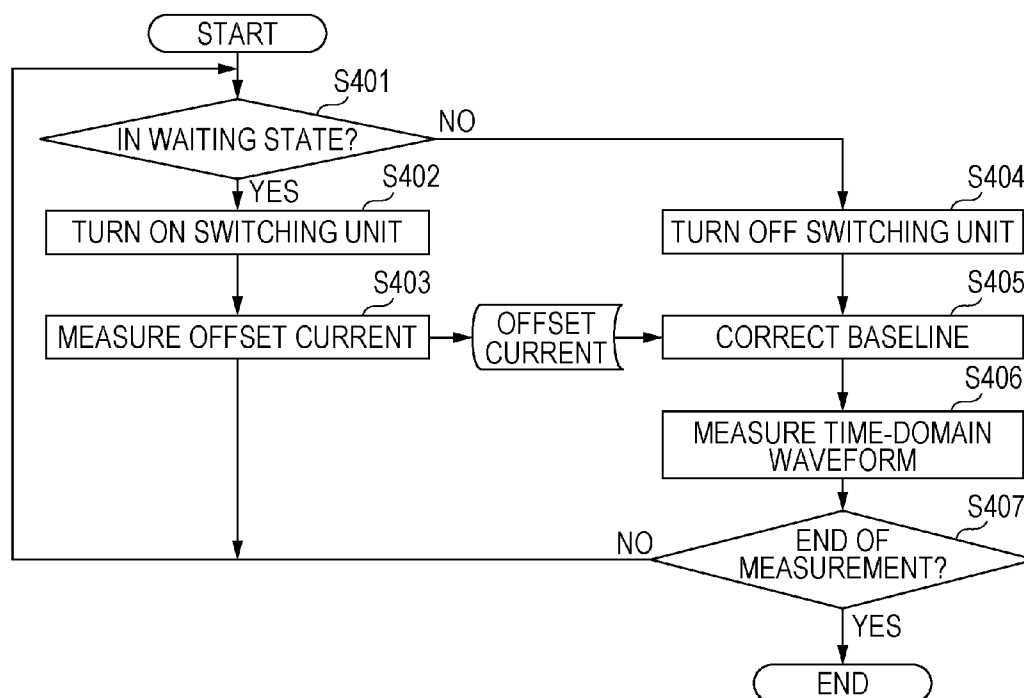 START
S401
IN WAITING STATE?
NO
YES
S402
TURN ON SWITCHING UNIT
S404
TURN OFF SWITCHING UNIT
S403
MEASURE OFFSET CURRENT
OFFSET
CURRENT
S405
CORRECT BASELINE
S406
MEASURE TIME-DOMAIN
WAVEFORM
S407
END OF
MEASUREMENT?
NO
YES
END